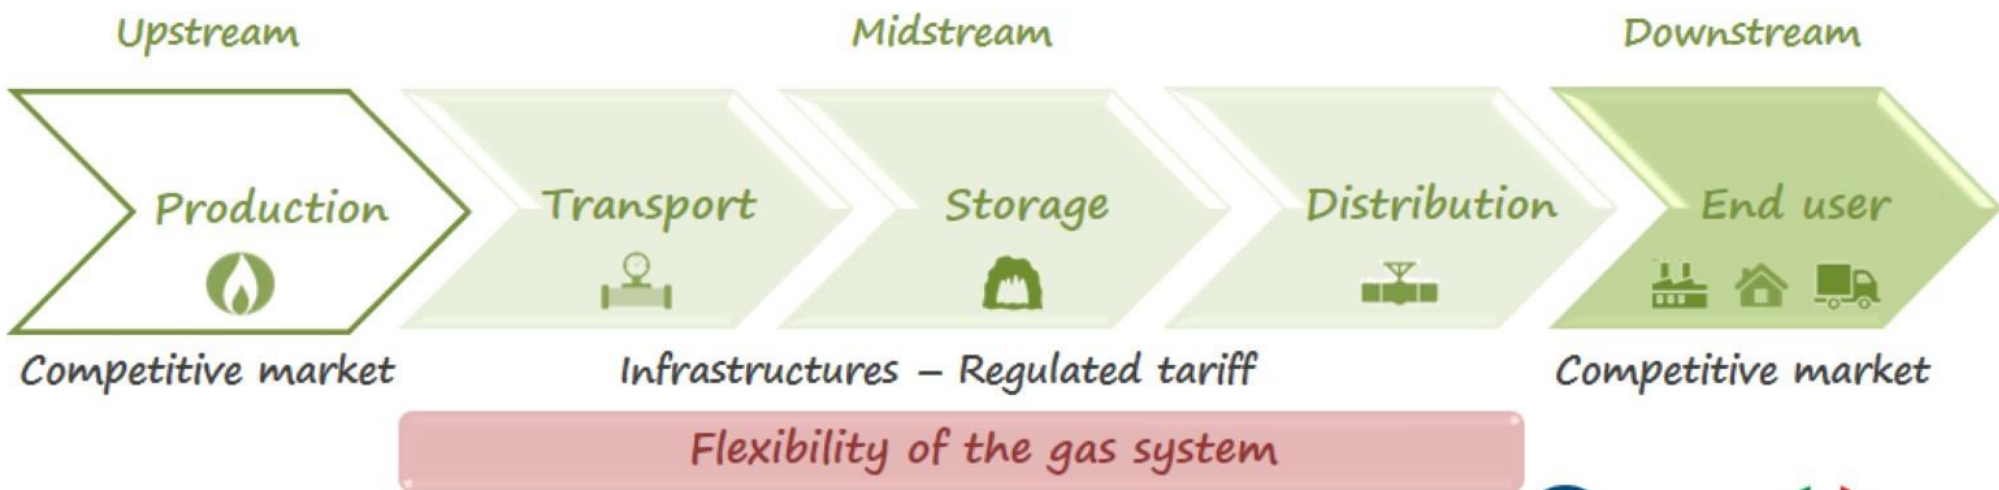 Upstream
Midstream
Downstream
Production
Transport
Storage
Distribution
End user
Competitive market
Infrastructures – Regulated tariff
Competitive market
Flexibility of the gas system